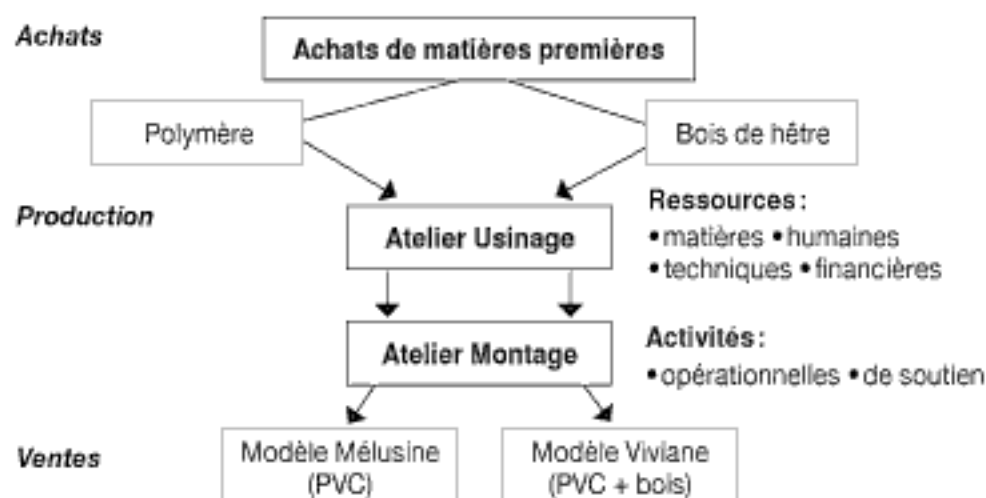 Achats
Achats de matières premières
Polymère
Bois de hêtre
Production
Atelier Usinage
Ressources :
• matières • humaines
• techniques • financières
Atelier Montage
Activités :
• opérationnelles • de soutien
Ventes
Modèle Mélusine
(PVC)
Modèle Viviane
(PVC + bois)